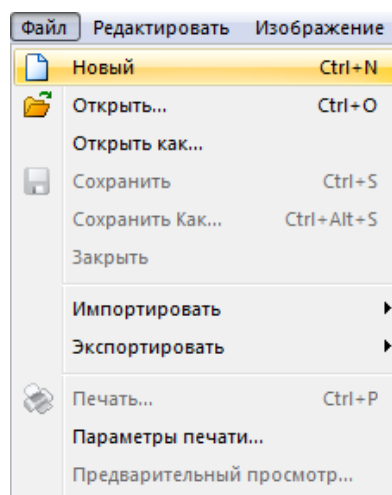 Файл Редактировать Изображение
Новый Ctrl+N
Открыть... Ctrl+O
Открыть как...
Сохранить Ctrl+S
Сохранить Как... Ctrl+Alt+S
Закрыть
Импортировать
Экспортировать
Печать... Ctrl+P
Параметры печати...
Предварительный просмотр...